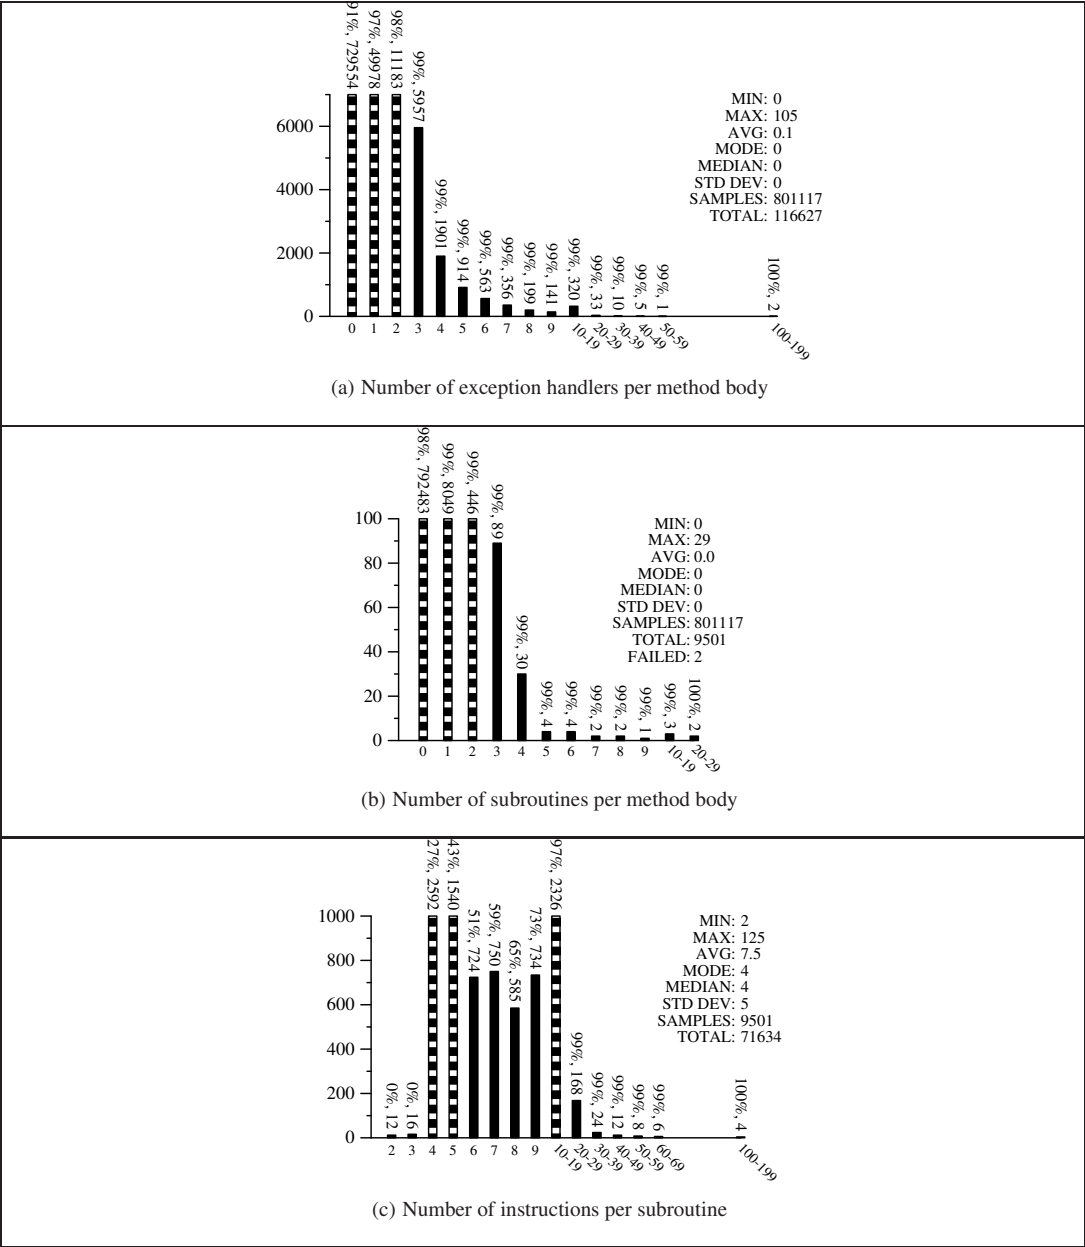 91%, 729554
97%, 49978
98%, 11183
99%, 5957
99%, 1901
99%, 914
99%, 563
99%, 356
99%, 199
99%, 141
99%, 320
99%, 33
99%, 10
99%, 5
99%, 1
100%, 2
6000
4000
2000
0
0 1 2 3 4 5 6 7 8 9 10-19 20-29 30-39 40-49 50-59 100-199
MIN: 0
MAX: 105
AVG: 0.1
MODE: 0
MEDIAN: 0
STD DEV: 0
SAMPLES: 801117
TOTAL: 116627
(a) Number of exception handlers per method body
98%, 792483
99%, 8049
99%, 446
99%, 89
99%, 30
99%, 4
99%, 4
99%, 2
99%, 2
99%, 1
99%, 3
100%, 2
100
80
60
40
20
0
0 1 2 3 4 5 6 7 8 9 10-19 20-29
MIN: 0
MAX: 29
AVG: 0.0
MODE: 0
MEDIAN: 0
STD DEV: 0
SAMPLES: 801117
TOTAL: 9501
FAILED: 2
(b) Number of subroutines per method body
0%, 12
0%, 16
27%, 2592
43%, 1540
51%, 724
59%, 750
65%, 585
73%, 734
97%, 2326
99%, 168
99%, 24
99%, 12
99%, 8
99%, 6
100%, 4
1000
800
600
400
200
0
2 3 4 5 6 7 8 9 10-19 20-29 30-39 40-49 50-59 60-69 100-199
MIN: 2
MAX: 125
AVG: 7.5
MODE: 4
MEDIAN: 4
STD DEV: 5
SAMPLES: 9501
TOTAL: 71634
(c) Number of instructions per subroutine